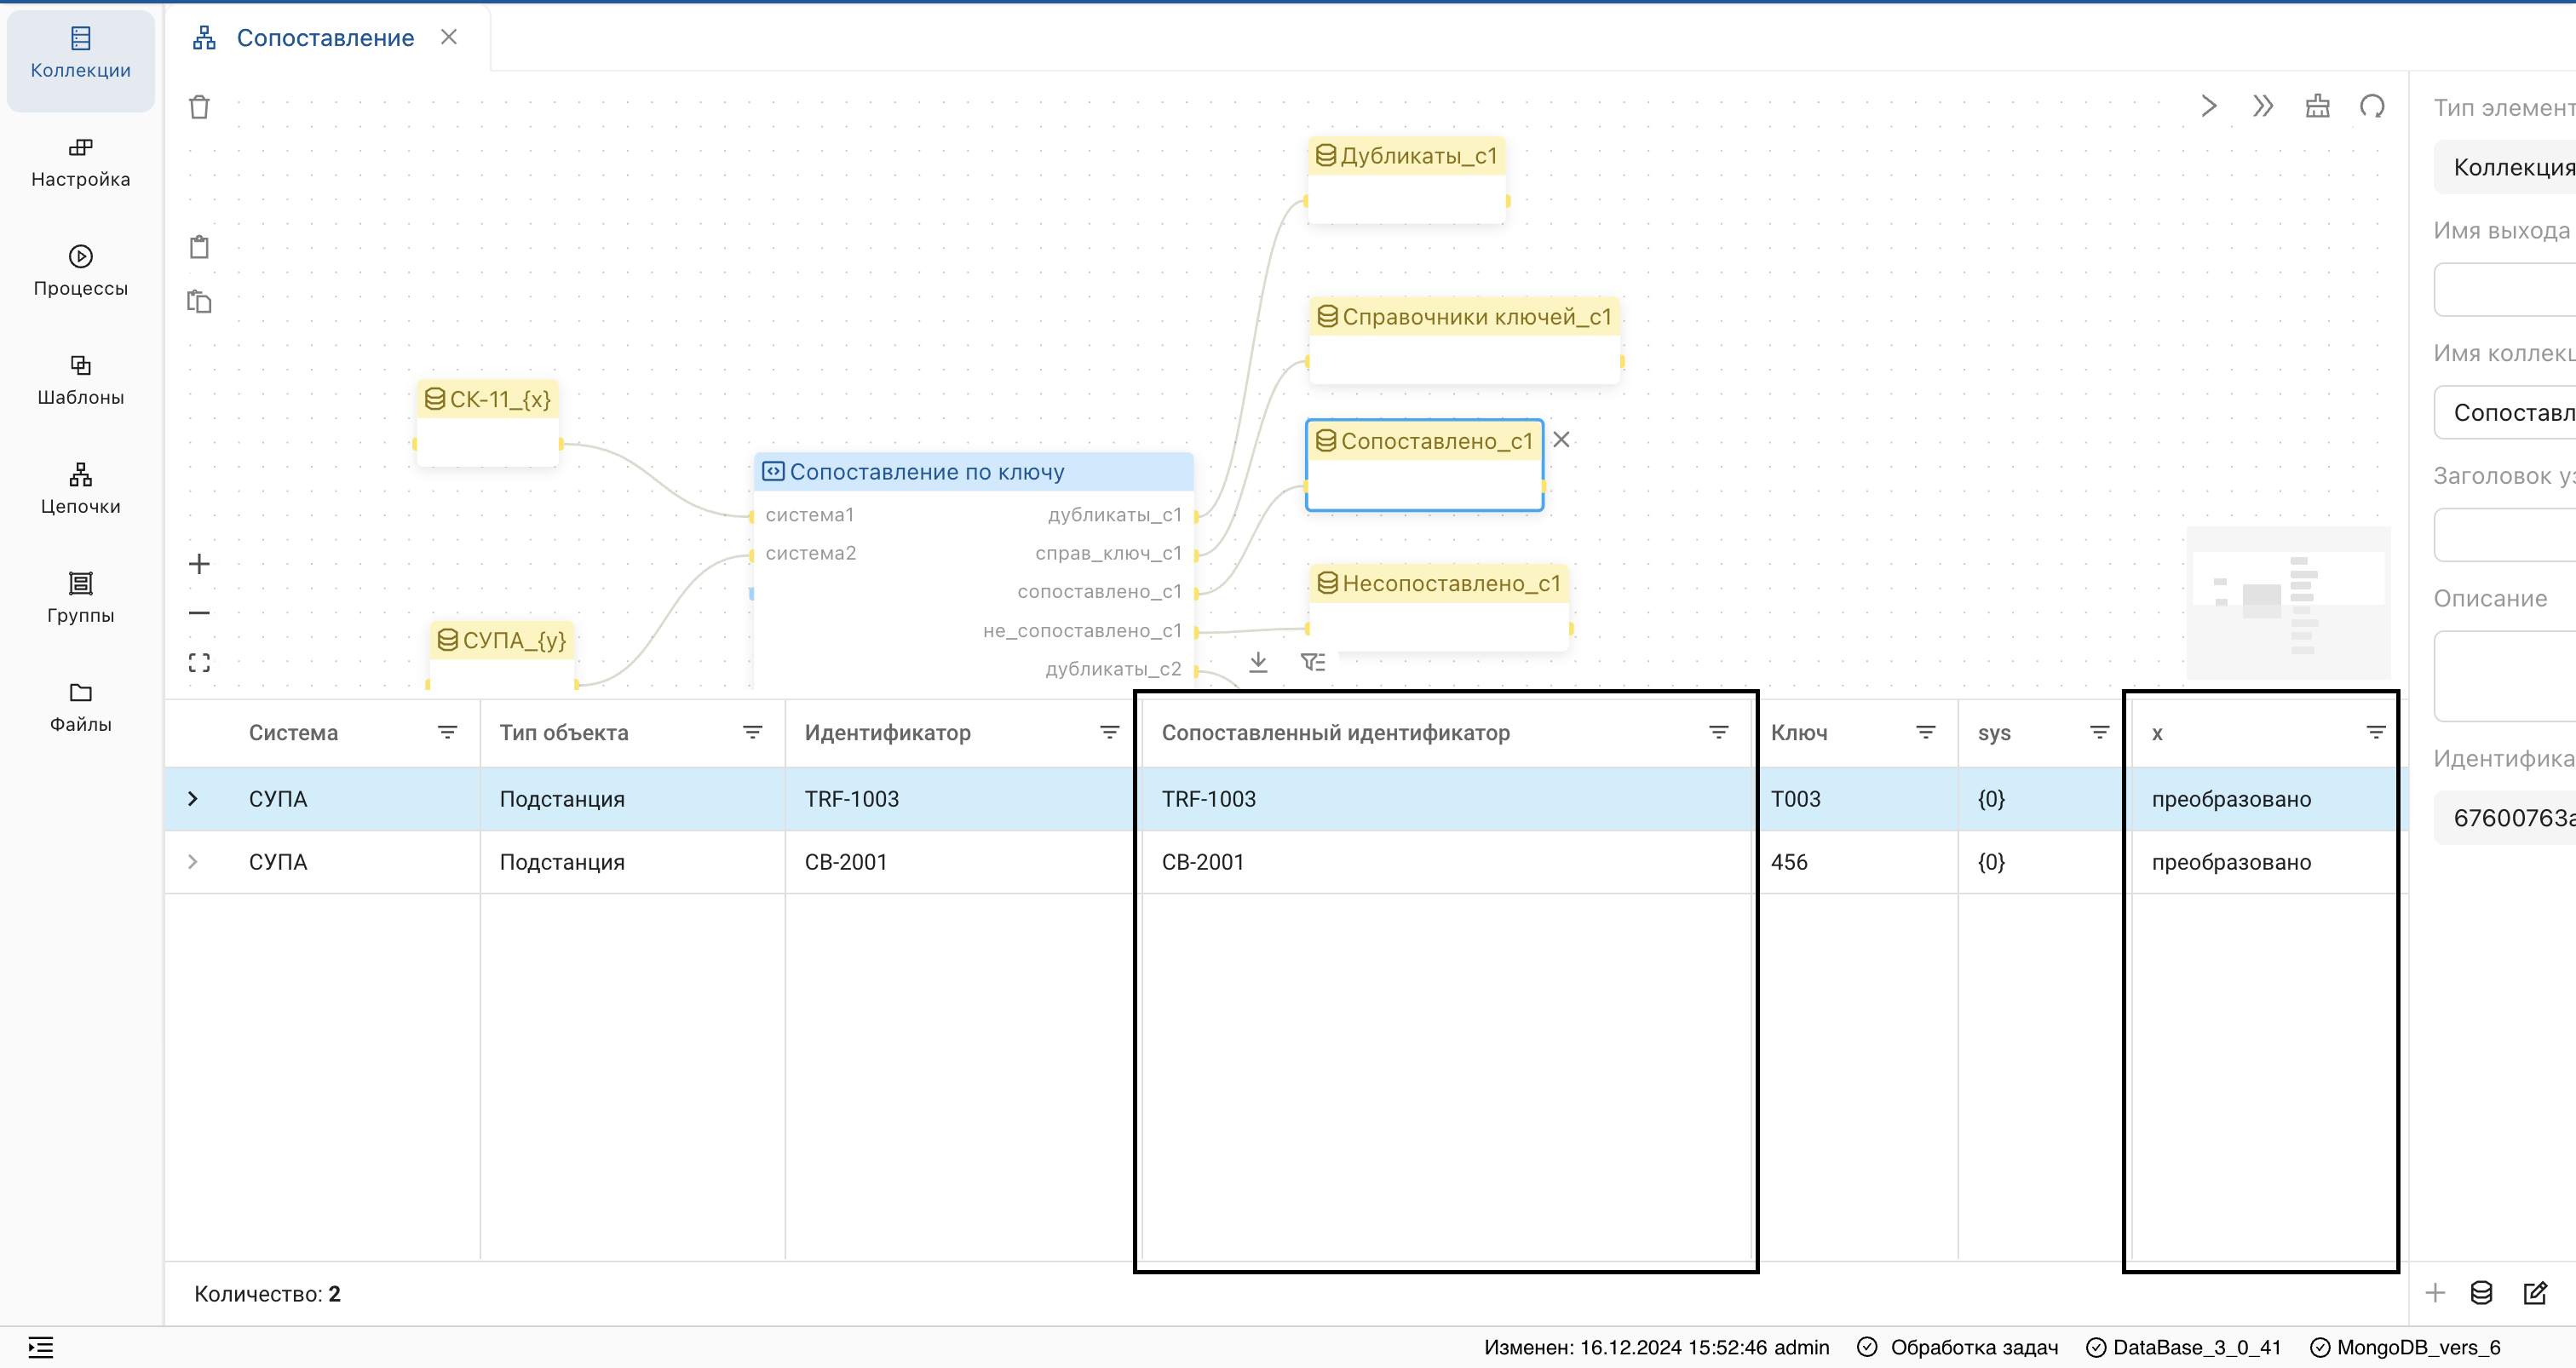 Коллекции
Настройка
Процессы
Шаблоны
Цепочки
Группы
Файлы
Сопоставление
Дубликаты_c1
Справочники ключей_c1
СК-11_{x}
Сопоставлено_c1
Сопоставление по ключу
система1
дубликаты_c1
система2
справ_ключ_c1
сопоставлено_c1
Несопоставлено_c1
не_сопоставлено_c1
СУПА_{y}
дубликаты_c2
Тип элемент
Коллекция
Имя выхода
Имя коллекц
Сопоставл
Заголовок уз
Описание
Идентифика
67600763a
Система Тип объекта Идентификатор Сопоставленный идентификатор Ключ sys x
СУПА Подстанция TRF-1003 TRF-1003 T003 {0} преобразовано
СУПА Подстанция CB-2001 CB-2001 456 {0} преобразовано
Количество: 2
Изменен: 16.12.2024 15:52:46 admin Обработка задач DataBase_3_0_41 MongoDB_vers_6